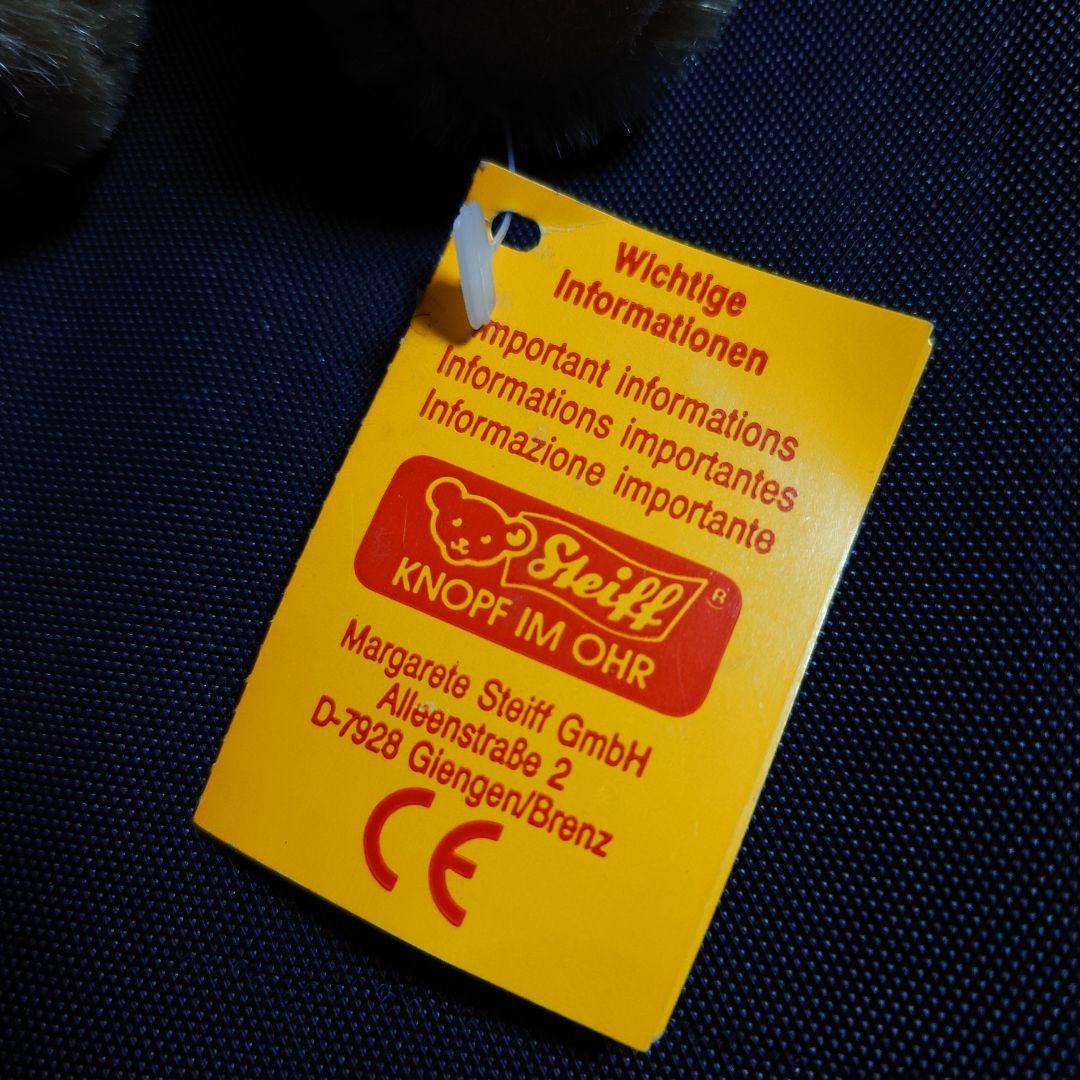 Wichtige
Informationen
Important informations
Informations importantes
Informazione importante
Steiff ®
KNOPF IM OHR
Margarete Steiff GmbH
Alleenstraße 2
D-7928 Giengen/Brenz
CE